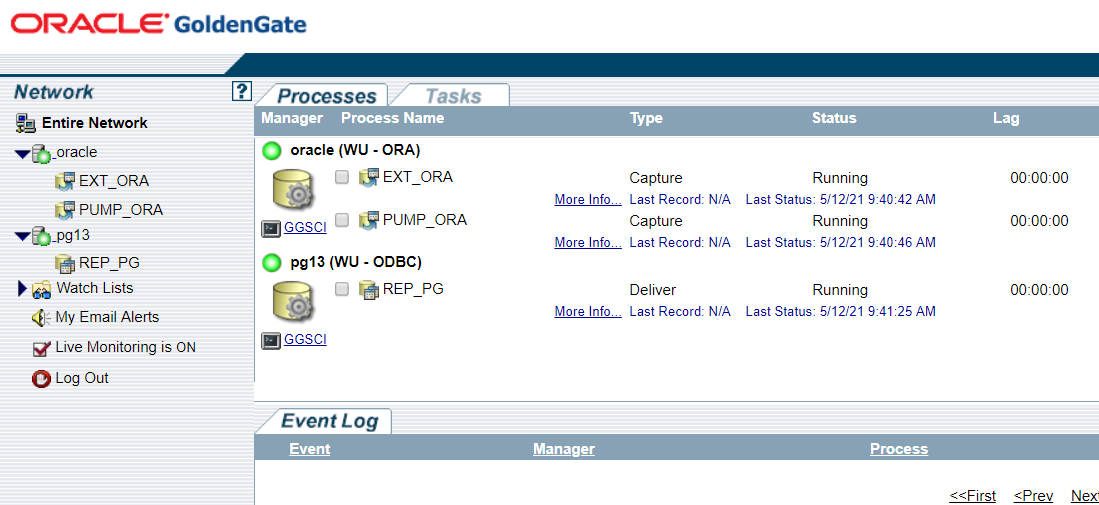 ORACLE GoldenGate
Network ?
Entire Network
_oracle
EXT_ORA
PUMP_ORA
_pg13
REP_PG
Watch Lists
My Email Alerts
Live Monitoring is ON
Log Out
Processes Tasks
Manager Process Name Type Status Lag
oracle (WU - ORA)
EXT_ORA Capture Running 00:00:00
More Info... Last Record: N/A Last Status: 5/12/21 9:40:42 AM
PUMP_ORA Capture Running 00:00:00
GGSCI
More Info... Last Record: N/A Last Status: 5/12/21 9:40:46 AM
pg13 (WU - ODBC)
REP_PG Deliver Running 00:00:00
More Info... Last Record: N/A Last Status: 5/12/21 9:41:25 AM
GGSCI
Event Log
Event Manager Process
<<First <Prev Next